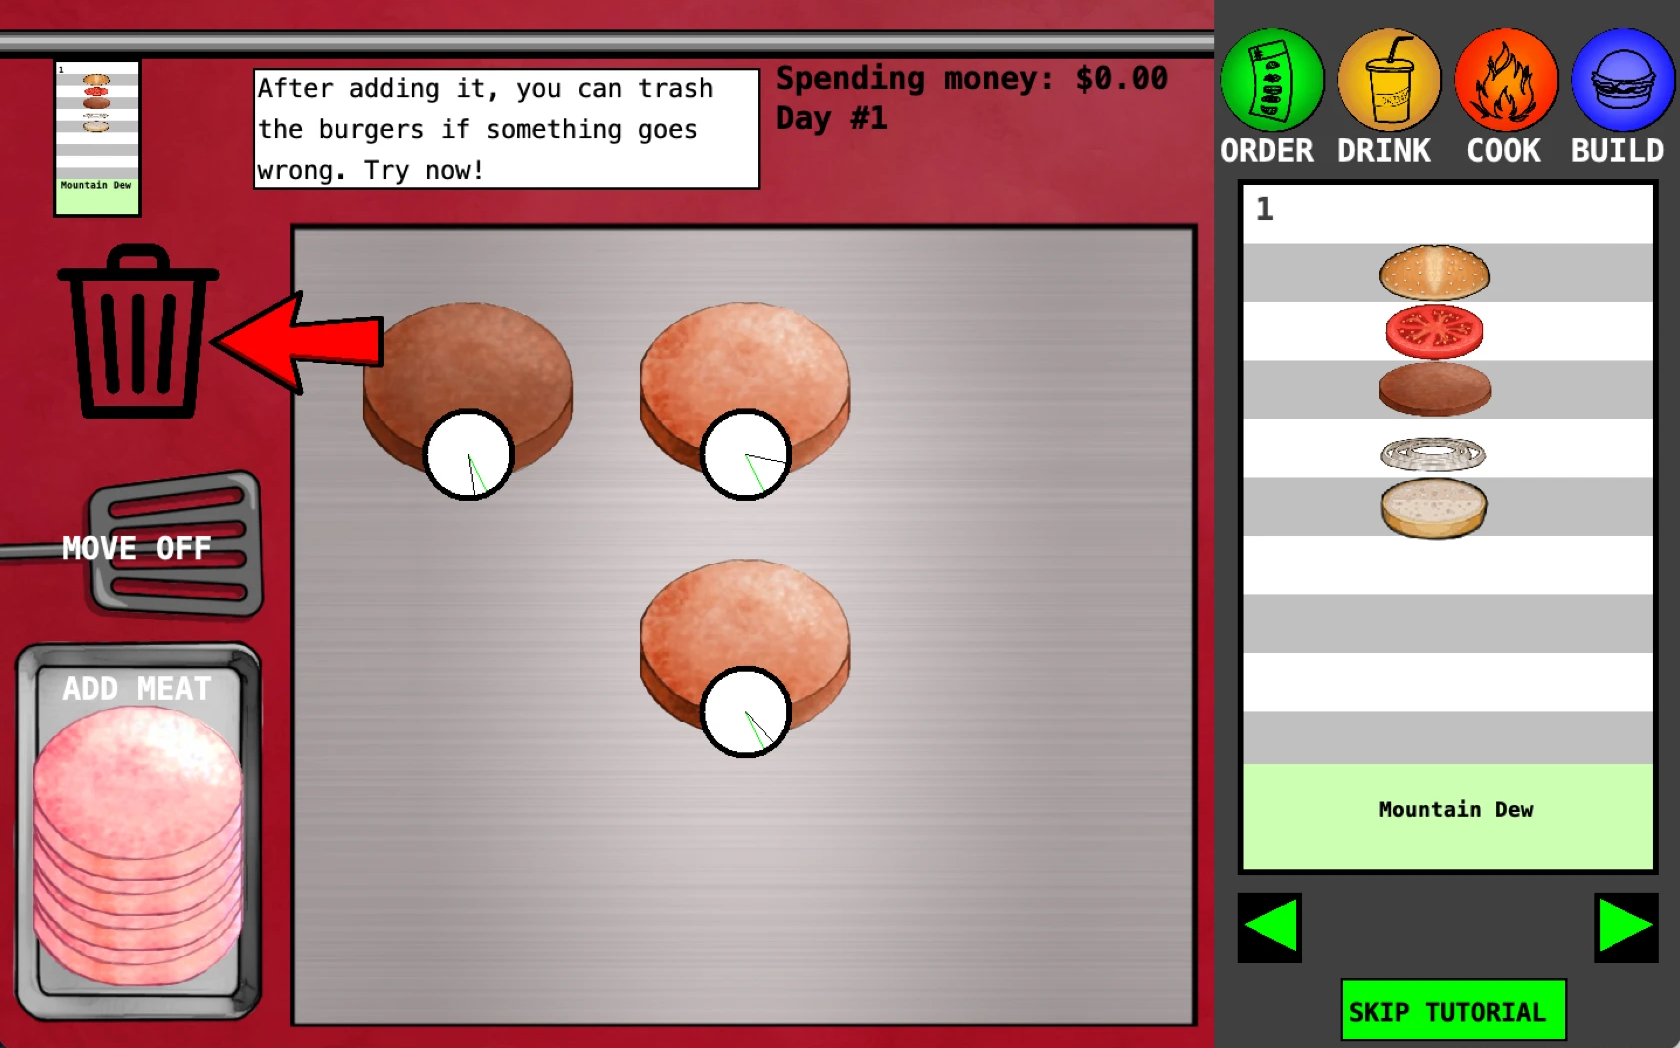 1
Mountain Dew
After adding it, you can trash
the burgers if something goes
wrong. Try now!
Spending money: $0.00
Day #1
ORDER
DRINK
COOK
BUILD
1
MOVE OFF
ADD MEAT
Mountain Dew
SKIP TUTORIAL